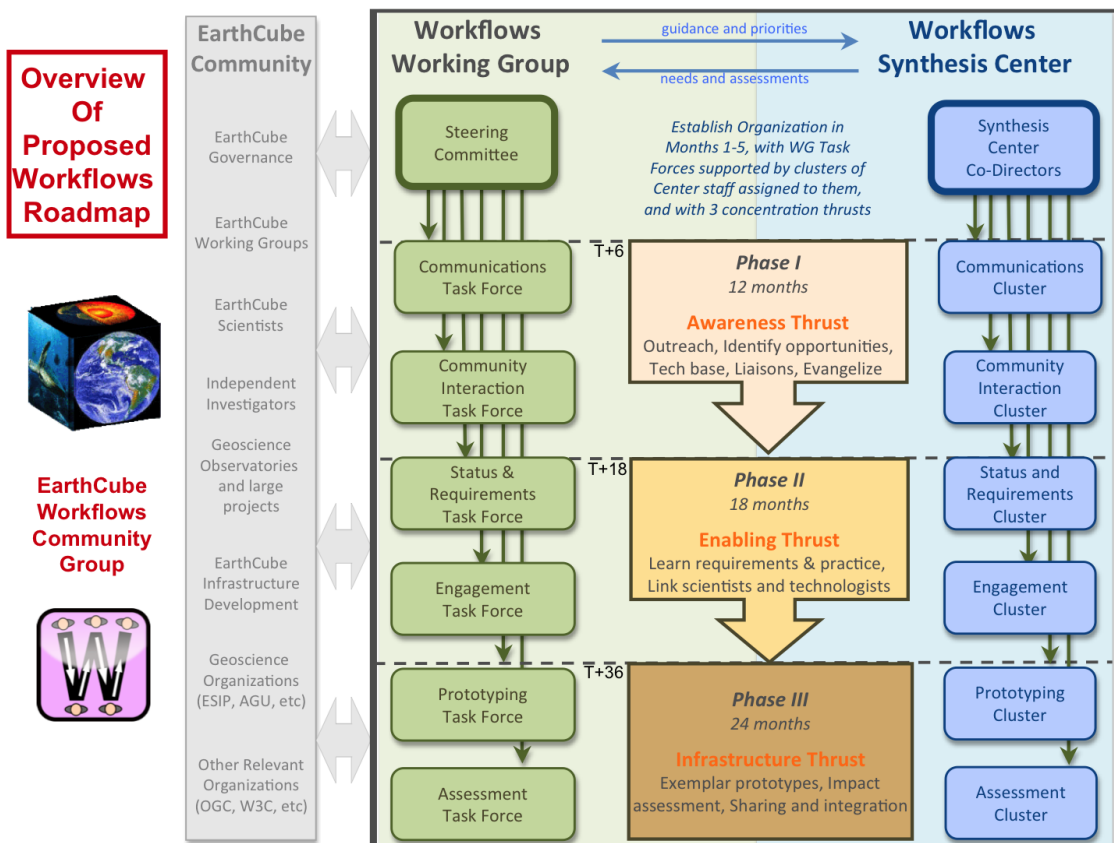 Overview
Of
Proposed
Workflows
Roadmap
EarthCube
Workflows
Community
Group
W
EarthCube
Community
EarthCube
Governance
EarthCube
Working Groups
EarthCube
Scientists
Independent
Investigators
Geoscience
Observatories
and large
projects
EarthCube
Infrastructure
Development
Geoscience
Organizations
(ESIP, AGU, etc)
Other Relevant
Organizations
(OGC, W3C, etc)
Workflows
Working Group
guidance and priorities
needs and assessments
Workflows
Synthesis Center
Steering
Committee
Establish Organization in
Months 1-5, with WG Task
Forces supported by clusters of
Center staff assigned to them,
and with 3 concentration thrusts
Synthesis
Center
Co-Directors
Communications
Task Force
Community
Interaction
Task Force
Status &
Requirements
Task Force
Engagement
Task Force
Prototyping
Task Force
Assessment
Task Force
T+6
Phase I
12 months
Awareness Thrust
Outreach, Identify opportunities,
Tech base, Liaisons, Evangelize
T+18
Phase II
18 months
Enabling Thrust
Learn requirements & practice,
Link scientists and technologists
T+36
Phase III
24 months
Infrastructure Thrust
Exemplar prototypes, Impact
assessment, Sharing and integration
Communications
Cluster
Community
Interaction
Cluster
Status and
Requirements
Cluster
Engagement
Cluster
Prototyping
Cluster
Assessment
Cluster